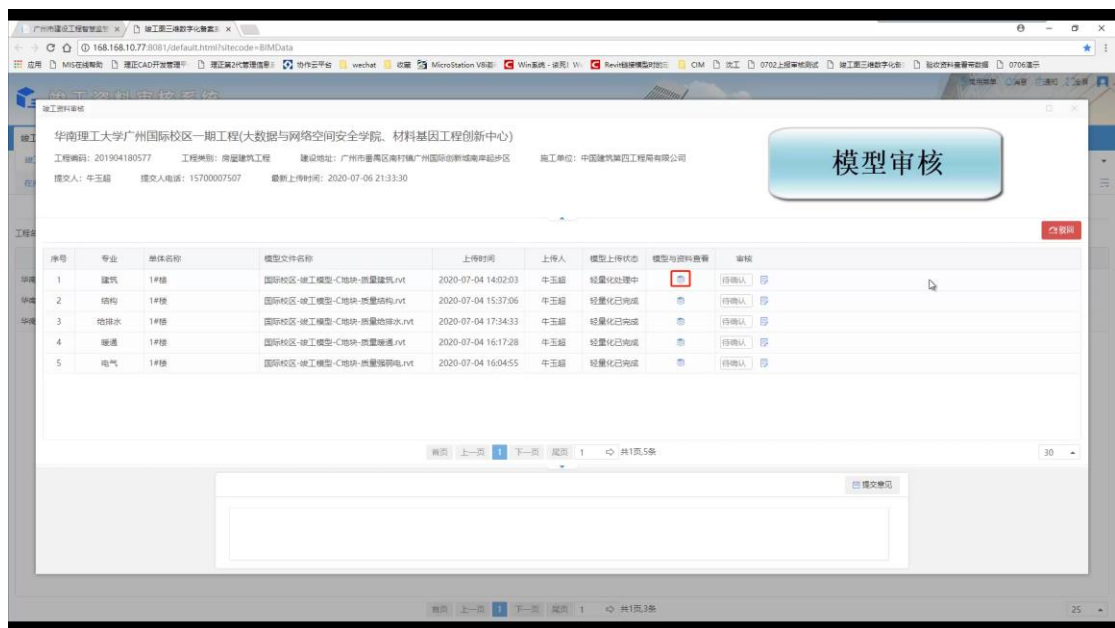 广州市建设工程智慧监管
竣工图三维数字化备案系
168.168.10.77:8081/default.html?sitecode=BIMData
应用 MIS在线帮助 理正CAD开发管理平 理正第2代管理信息 协作云平台 wechat 收藏 MicroStation V8i Win系统 - 读死! W Revit链接模型时的三 CIM 沈工 0702上报审核测试 竣工图三维数字化备 验收资料查看带数据 0706演示
竣工资料审核系统
竣工资料审核
华南理工大学广州国际校区一期工程(大数据与网络空间安全学院、材料基因工程创新中心)
模型审核
工程编码：201904180577 工程类别：房屋建筑工程 建设地址：广州市番禺区南村镇广州国际创新城南岸起步区 施工单位：中国建筑第四工程局有限公司
提交人：牛玉超 提交人电话：15700007507 最新上传时间：2020-07-06 21:33:30
撤回
序号 专业 单体名称 模型文件名称 上传时间 上传人 模型上传状态 模型与资料查看 审核
1 建筑 1#楼 国际校区-竣工模型-C地块-质量建筑.rvt 2020-07-04 14:02:03 牛玉超 轻量化处理中 待确认
2 结构 1#楼 国际校区-竣工模型-C地块-质量结构.rvt 2020-07-04 15:37:06 牛玉超 轻量化已完成 待确认
3 给排水 1#楼 国际校区-竣工模型-C地块-质量给排水.rvt 2020-07-04 17:34:33 牛玉超 轻量化已完成 待确认
4 暖通 1#楼 国际校区-竣工模型-C地块-质量暖通.rvt 2020-07-04 16:17:28 牛玉超 轻量化已完成 待确认
5 电气 1#楼 国际校区-竣工模型-C地块-质量强弱电.rvt 2020-07-04 16:04:55 牛玉超 轻量化已完成 待确认
首页 上一页 1 下一页 尾页 1 共1页,5条 30
提交意见
首页 上一页 1 下一页 尾页 1 共1页,3条 25